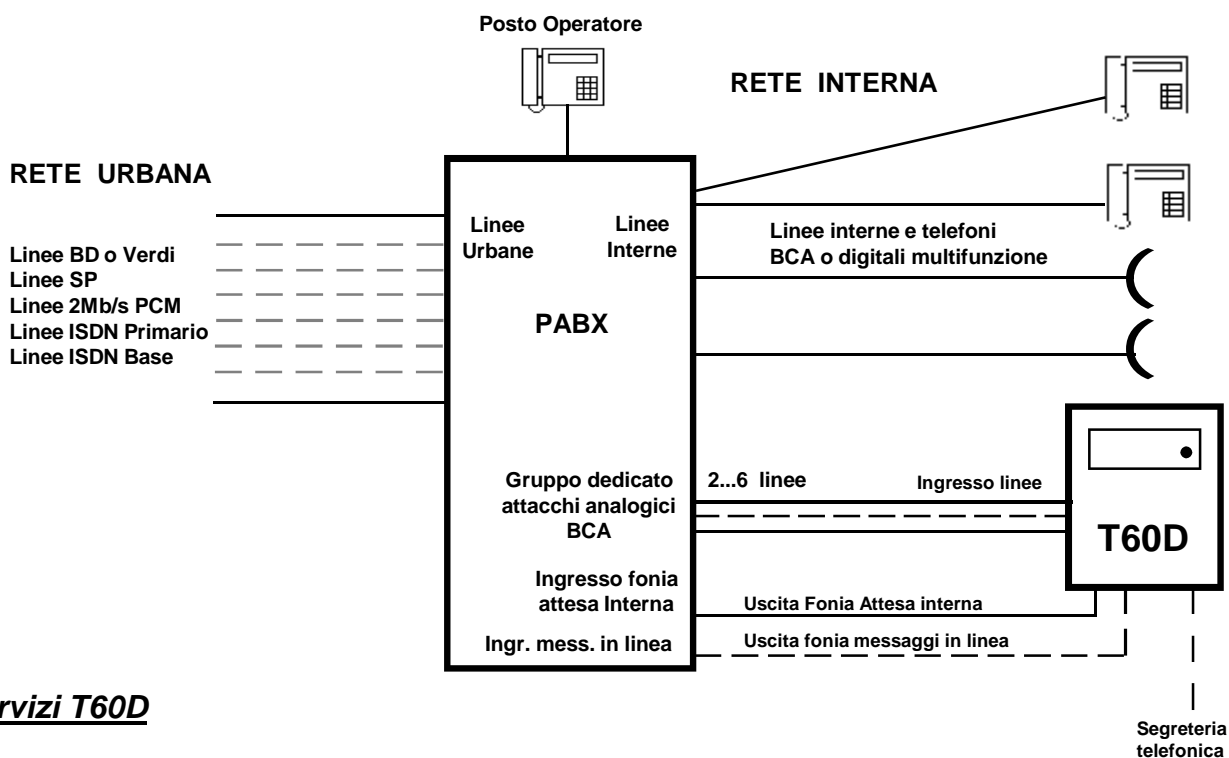 Posto Operatore
RETE INTERNA
RETE URBANA
Linee BD o Verdi
Linee SP
Linee 2Mb/s PCM
Linee ISDN Primario
Linee ISDN Base
Linee
Urbane
Linee
Interne
PABX
Linee interne e telefoni
BCA o digitali multifunzione
Gruppo dedicato
attacchi analogici
BCA
2...6 linee
Ingresso linee
T60D
Ingresso fonia
attesa Interna
Uscita Fonia Attesa interna
Ingr. mess. in linea
Uscita fonia messaggi in linea
rvizi T60D
Segreteria
telefonica